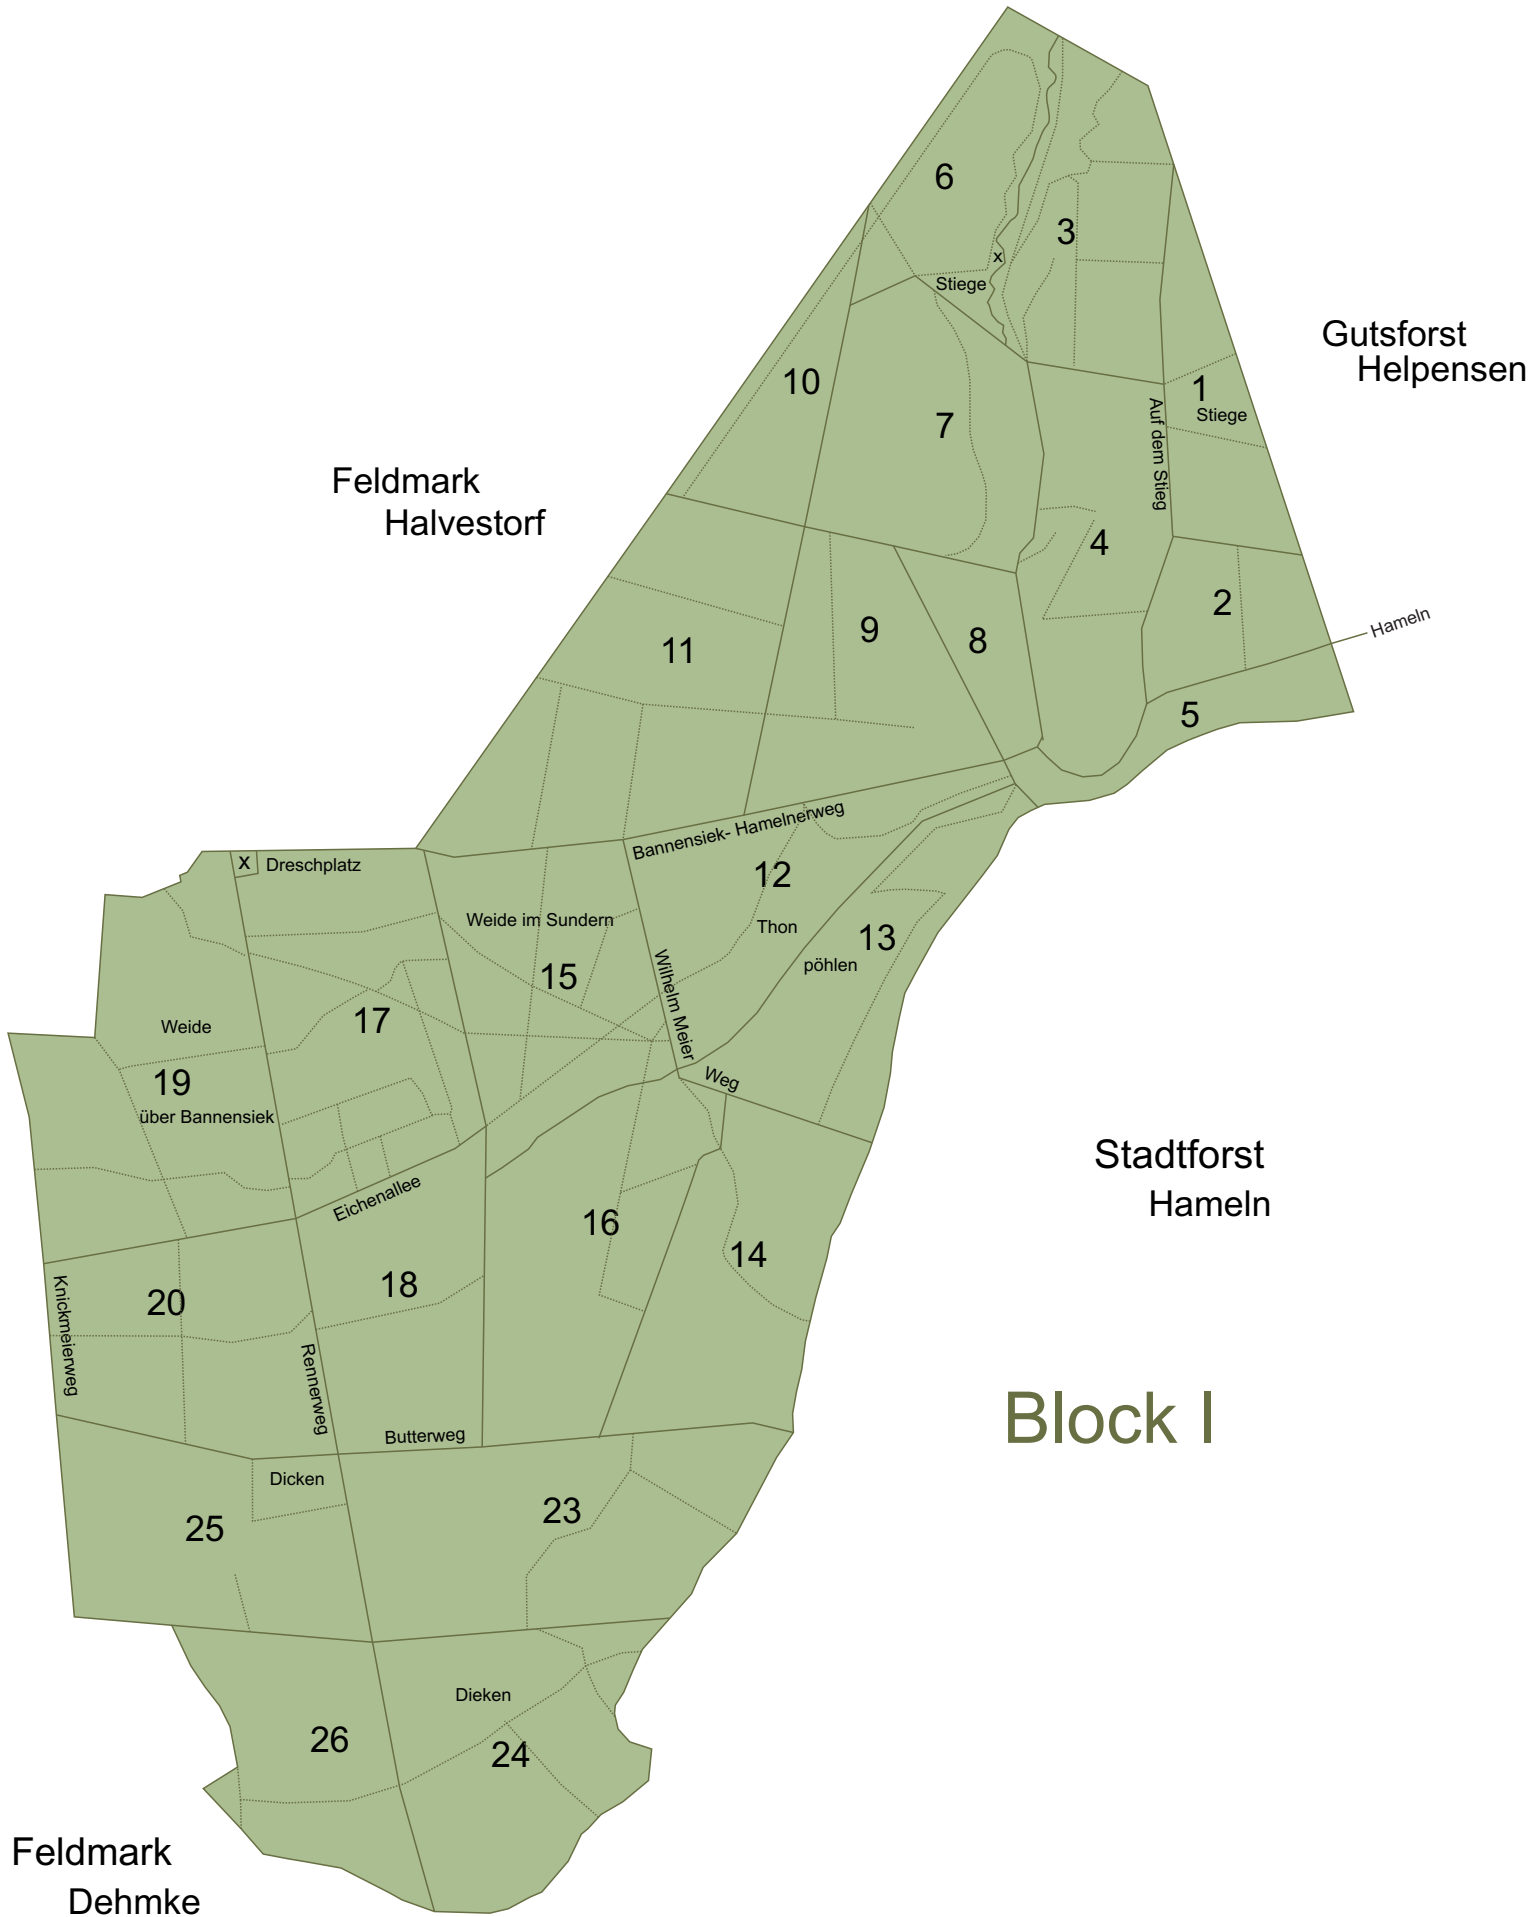 6
3
x
Stiege
Gutsforst
Helpensen
10
1
Stiege
7
Auf dem Stieg
Feldmark
Halvestorf
4
2
9
8
11
Hameln
5
Bannensiek- Hamelnerweg
x
Dreschplatz
12
Weide im Sundern
Thon
13
pöhlen
15
Wilhelm Meier
Weg
17
Weide
19
über Bannensiek
Stadtforst
Hameln
Eichenallee
16
14
18
20
Knickmeierweg
Rennerweg
Block I
Butterweg
Dicken
23
25
Dieken
26
24
Feldmark
Dehmke